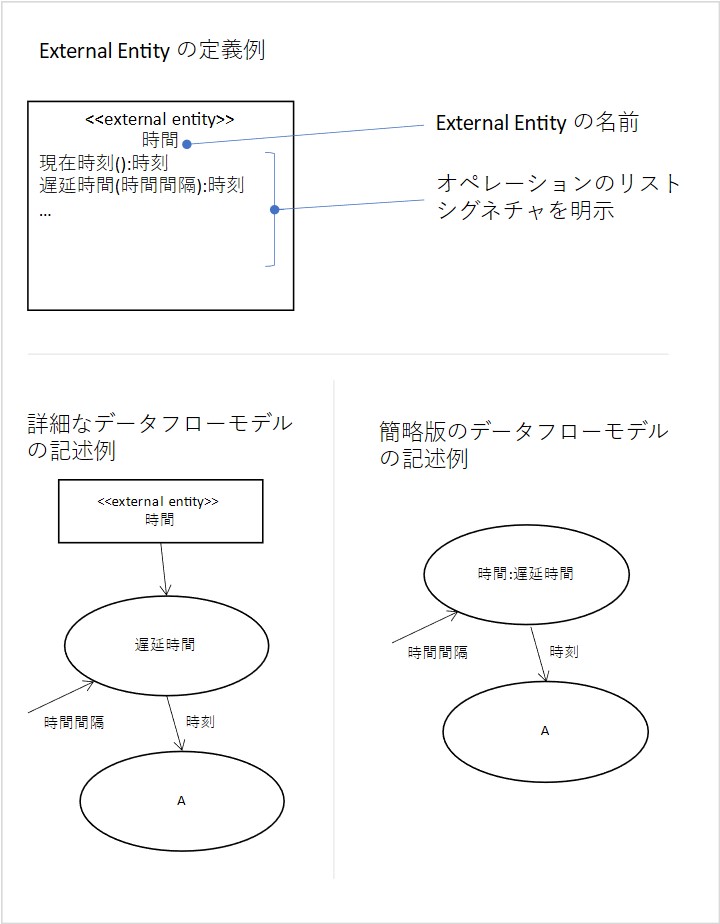 External Entity の定義例
<<external entity>>
時間
現在時刻():時刻
遅延時間(時間間隔):時刻
...
External Entity の名前
オペレーションのリスト
シグネチャを明示
詳細なデータフローモデル
の記述例
<<external entity>>
時間
遅延時間
時間間隔
時刻
A
簡略版のデータフローモデル
の記述例
時間:遅延時間
時間間隔
時刻
A